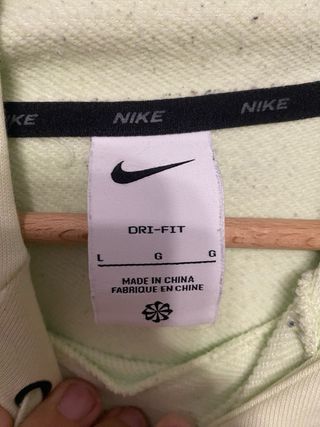 NIKE NIKE NIKE
DRI-FIT
L G G
MADE IN CHINA
FABRIQUE EN CHINE